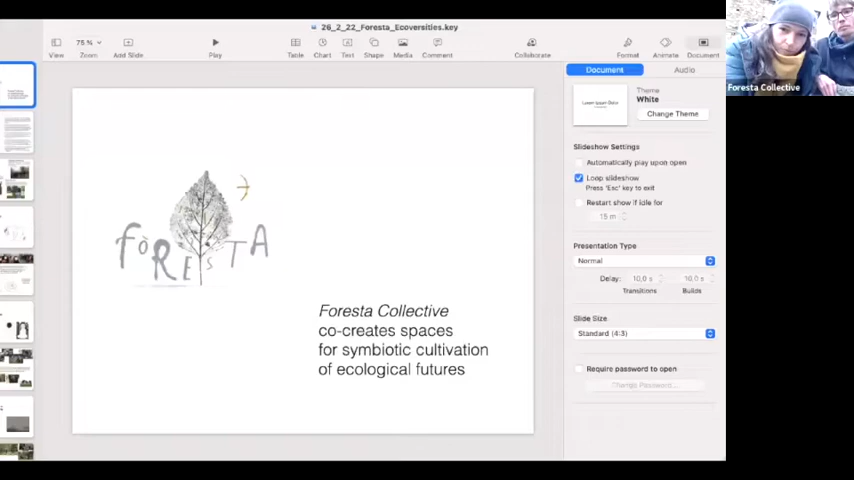 26_2_22_Foresta_Ecoversities.key
75 %
View
Zoom
Add Slide
Play
Table
Chart
Text
Shape
Media
Comment
Collaborate
Format
Animate
Document
Foresta Collective
Document
Audio
Theme
White
Change Theme
Slideshow Settings
Automatically play upon open
Loop slideshow
Press 'Esc' key to exit
Restart show if idle for
15 m
Presentation Type
Normal
Delay:
10,0 s
Transitions
Builds
Slide Size
Standard (4:3)
Require password to open
Change Password...
FÒRESTA
Foresta Collective
co-creates spaces
for symbiotic cultivation
of ecological futures